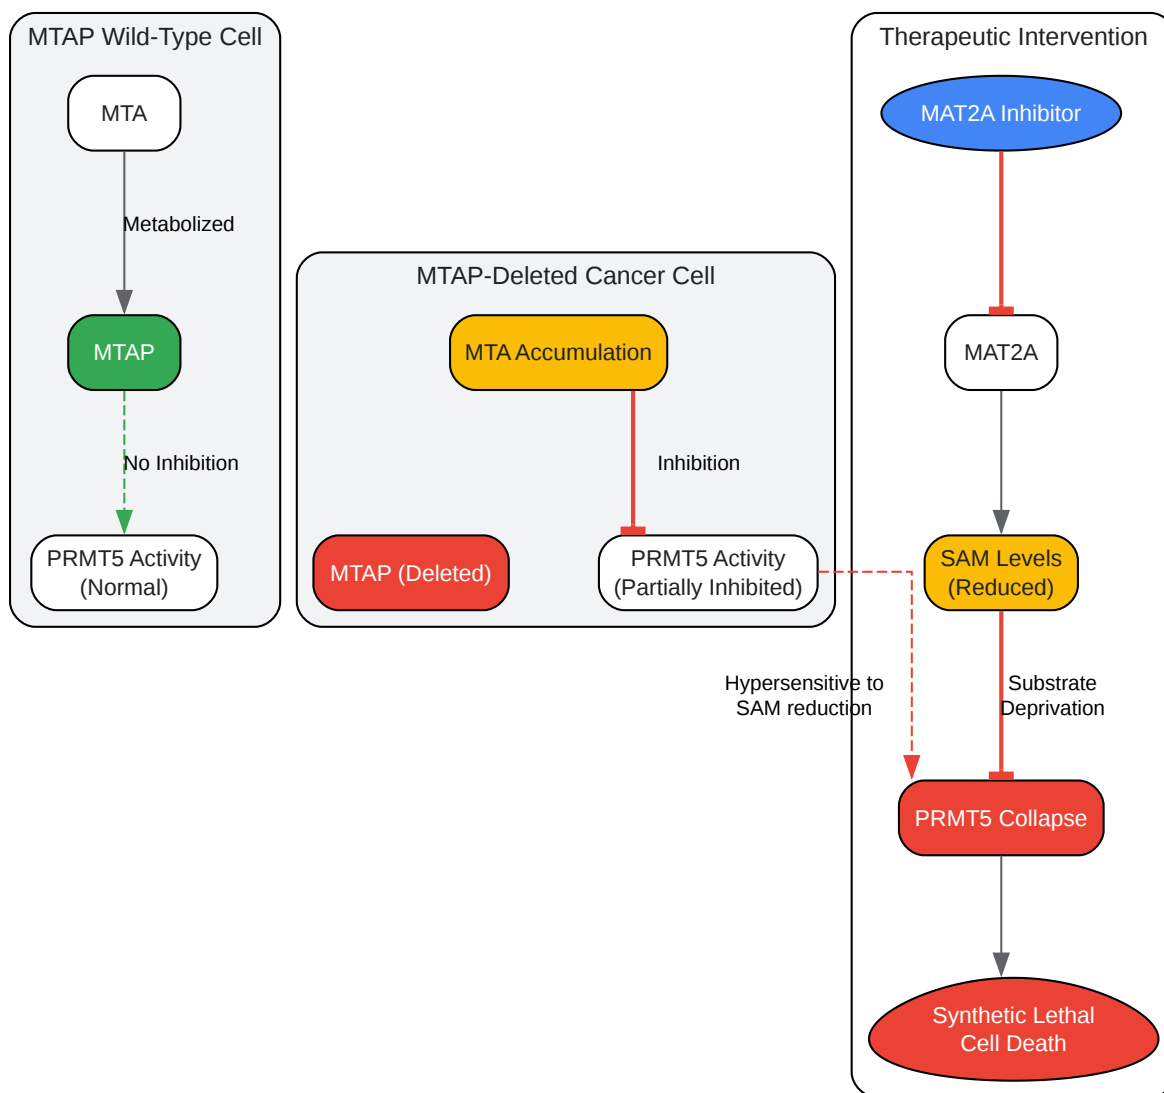 MTAP Wild-Type Cell
MTA
Metabolized
MTAP
No Inhibition
PRMT5 Activity
(Normal)
MTAP-Deleted Cancer Cell
MTA Accumulation
Inhibition
MTAP (Deleted)
PRMT5 Activity
(Partially Inhibited)
Hypersensitive to
SAM reduction
Therapeutic Intervention
MAT2A Inhibitor
MAT2A
SAM Levels
(Reduced)
Substrate
Deprivation
PRMT5 Collapse
Synthetic Lethal
Cell Death